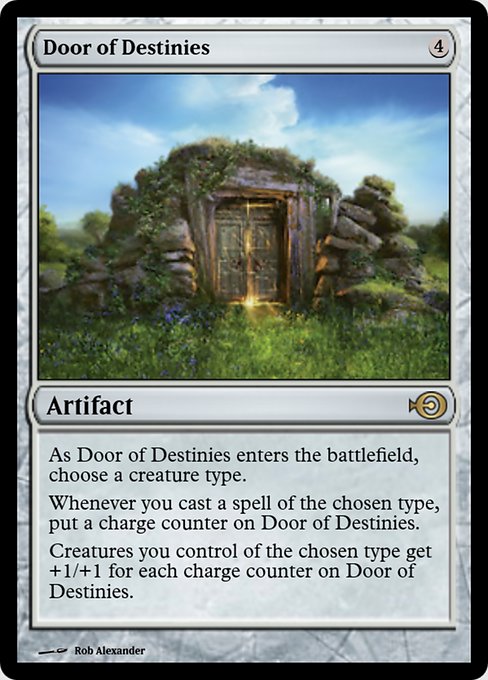 Door of Destinies 4
Artifact
As Door of Destinies enters the battlefield,
choose a creature type.
Whenever you cast a spell of the chosen type,
put a charge counter on Door of Destinies.
Creatures you control of the chosen type get
+1/+1 for each charge counter on Door of
Destinies.
Rob Alexander